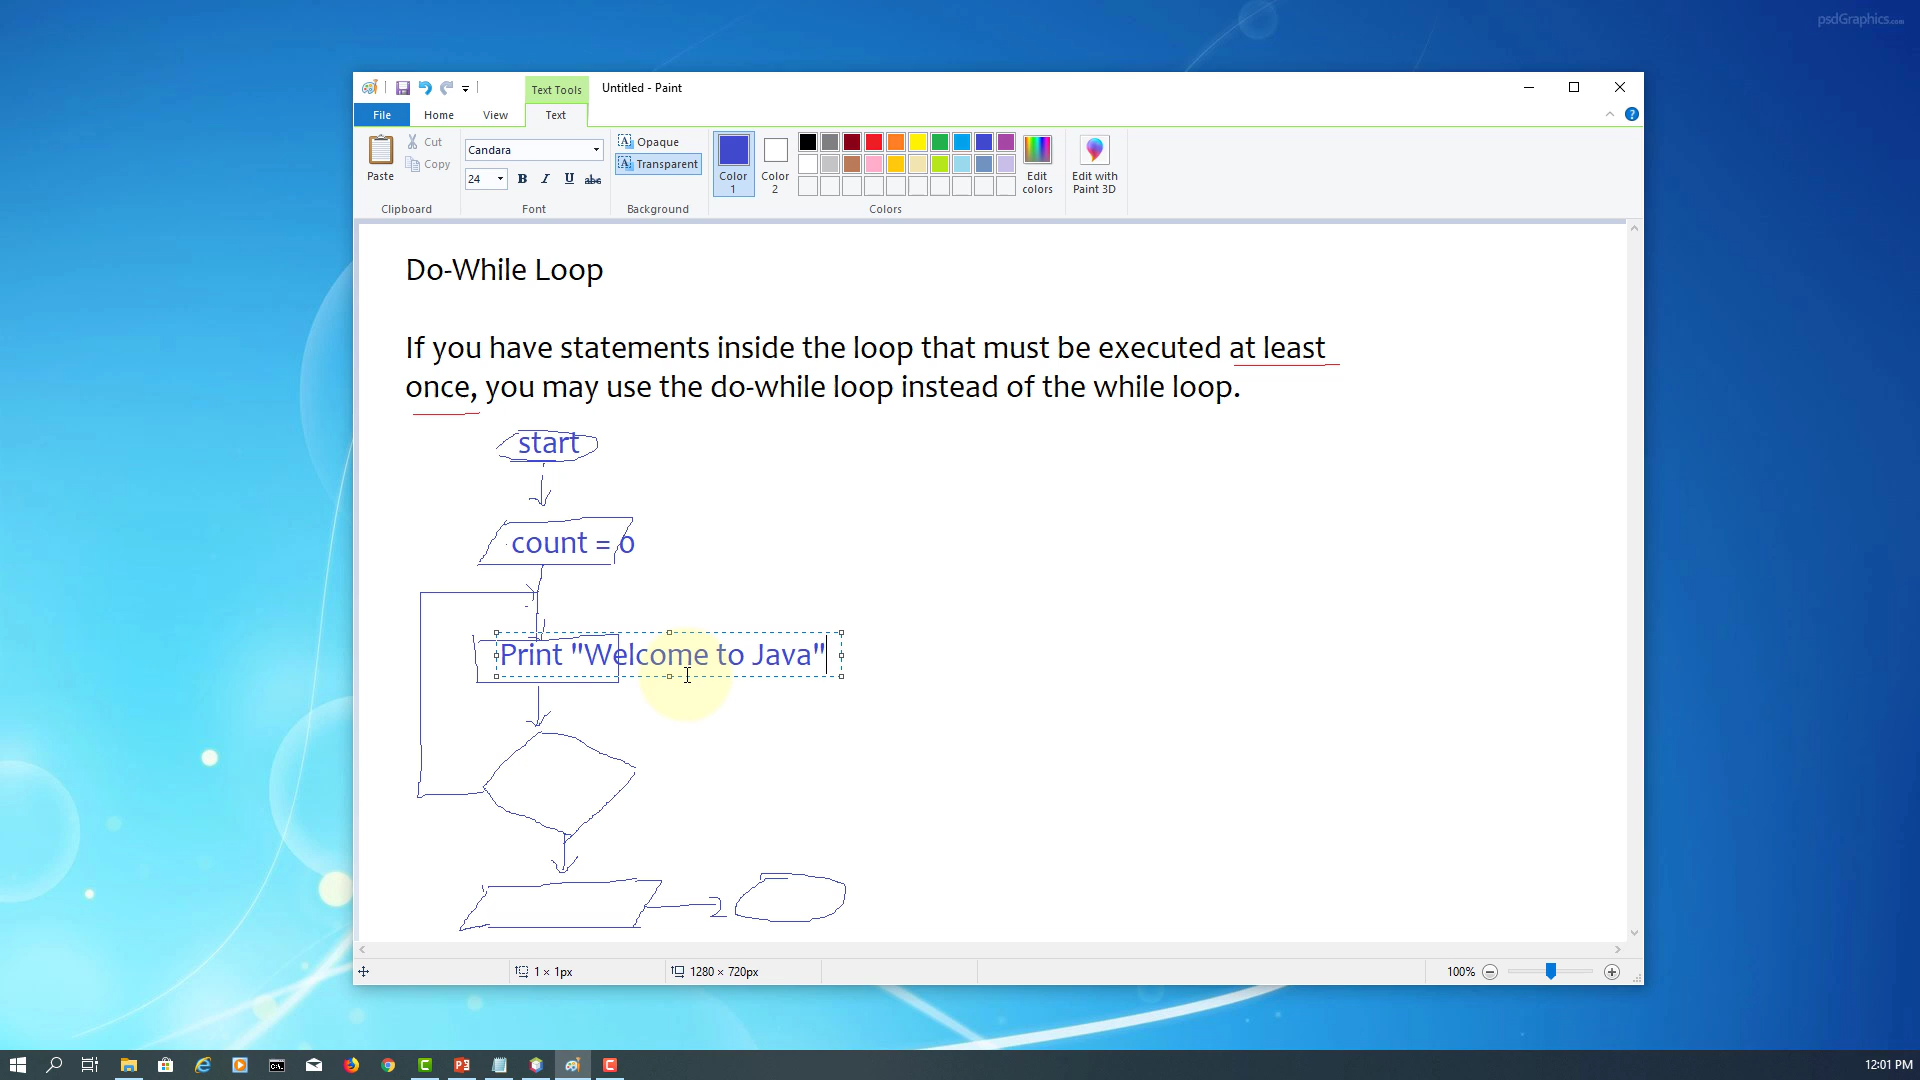 psdGraphics.com
Text Tools
Untitled - Paint
File
Home
View
Text
Paste
Cut
Copy
Clipboard
Candara
24
B I U abc
Font
Opaque
Transparent
Background
Color 1
Color 2
Edit colors
Edit with Paint 3D
Colors
Do-While Loop
If you have statements inside the loop that must be executed at least
once, you may use the do-while loop instead of the while loop.
start
count = 0
Print "Welcome to Java"
1 × 1px
1280 × 720px
100%
12:01 PM